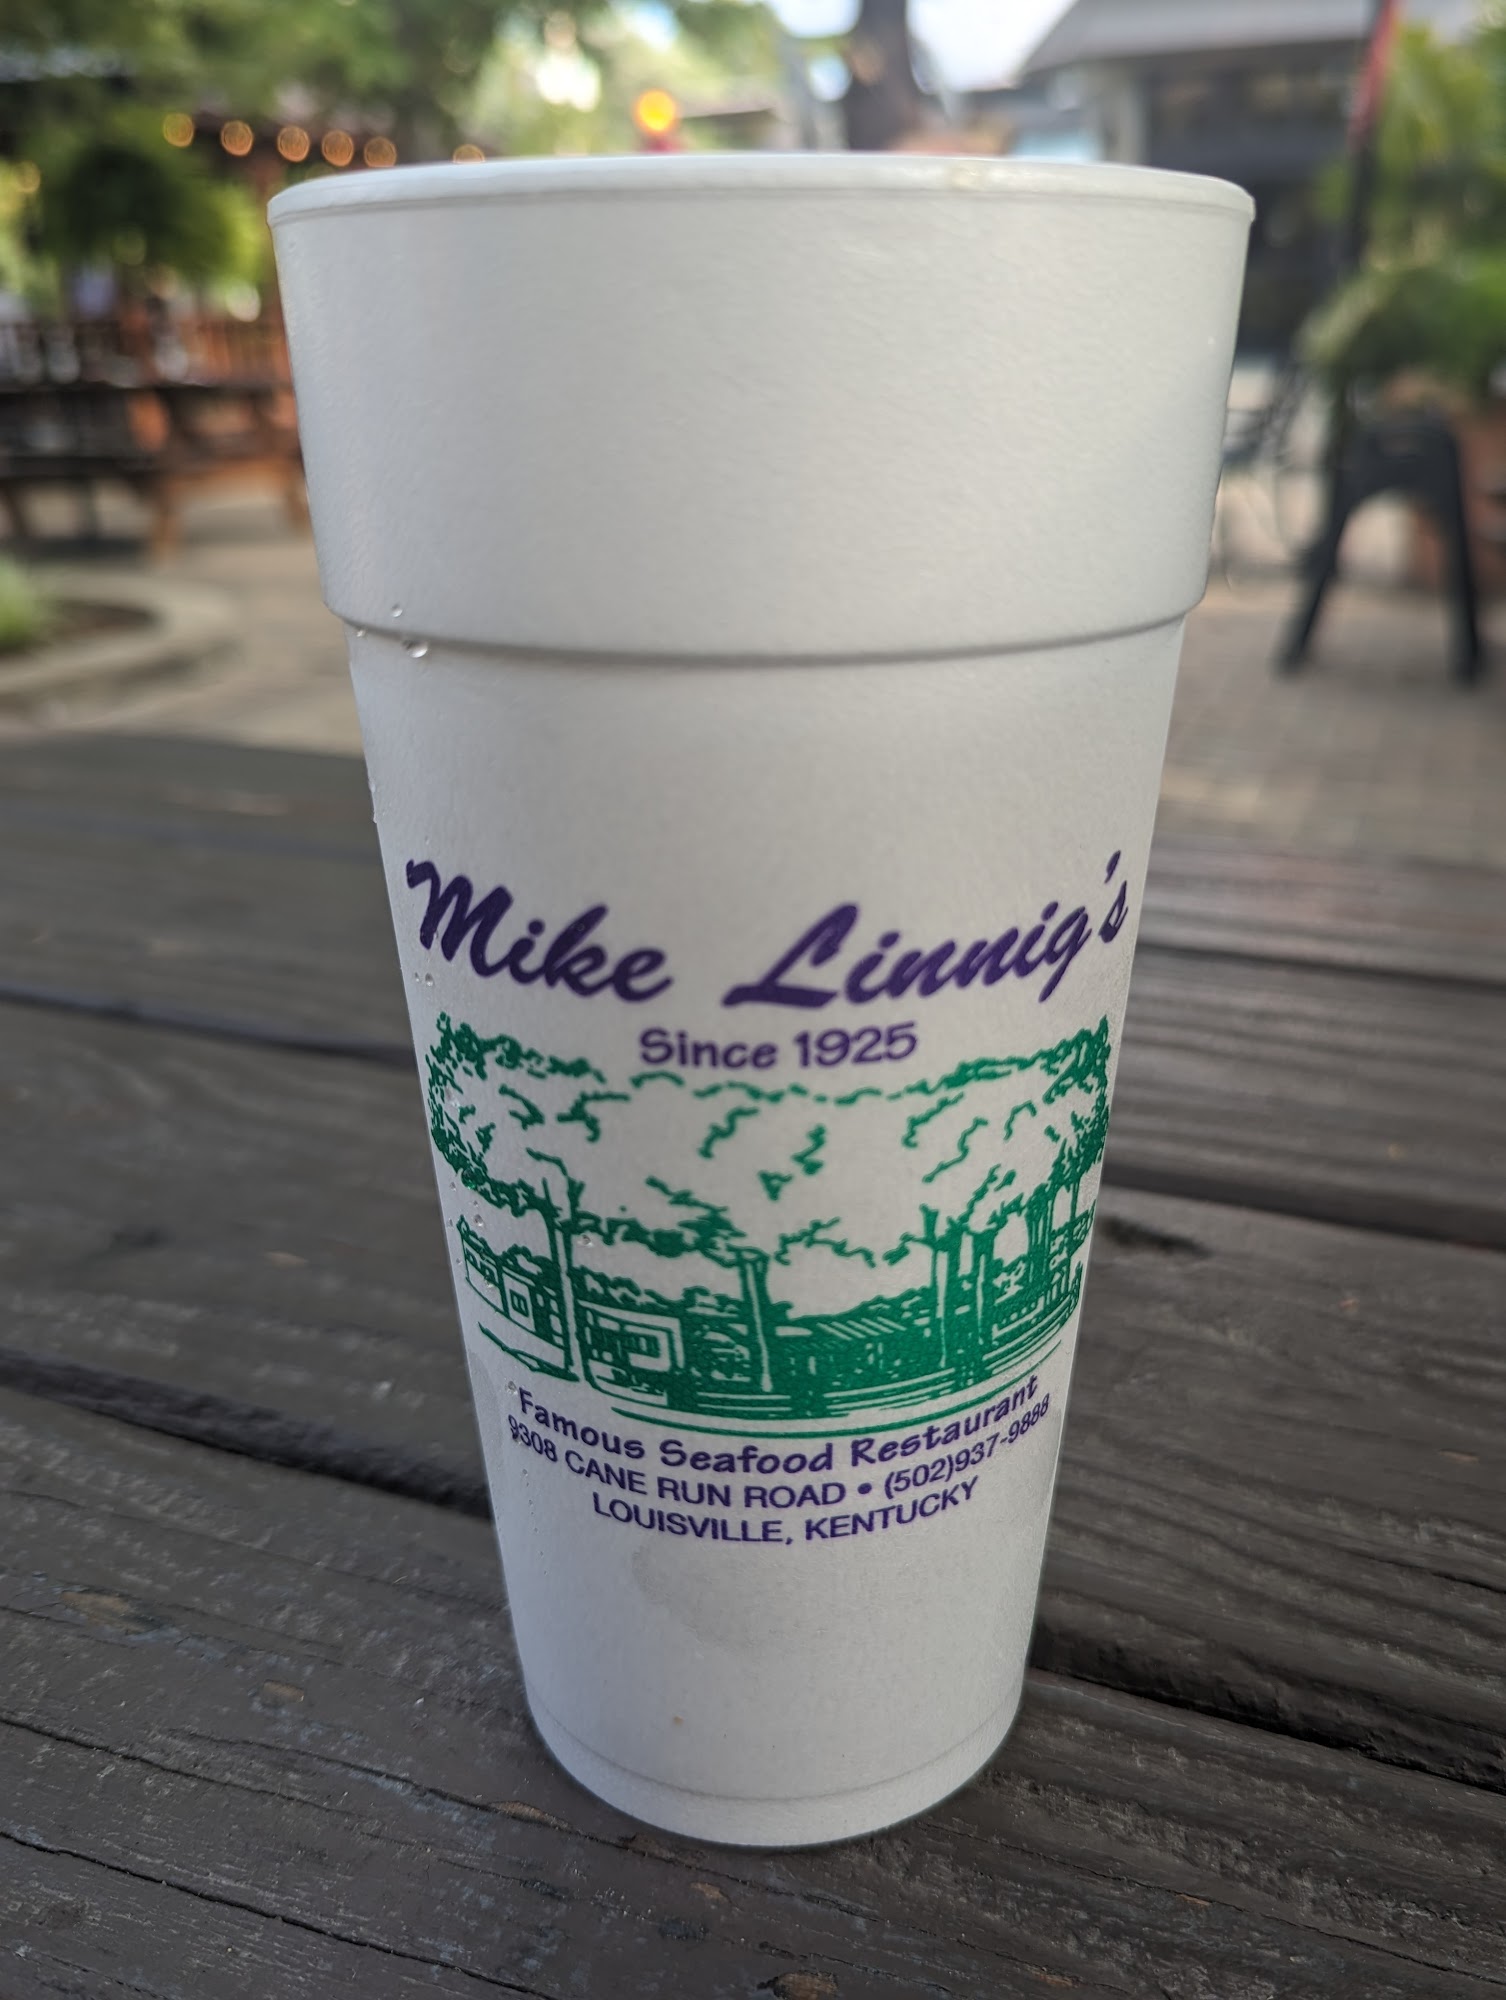 Mike Linnig's
Since 1925
Famous Seafood Restaurant
9308 CANE RUN ROAD • (502)937-9888
LOUISVILLE, KENTUCKY